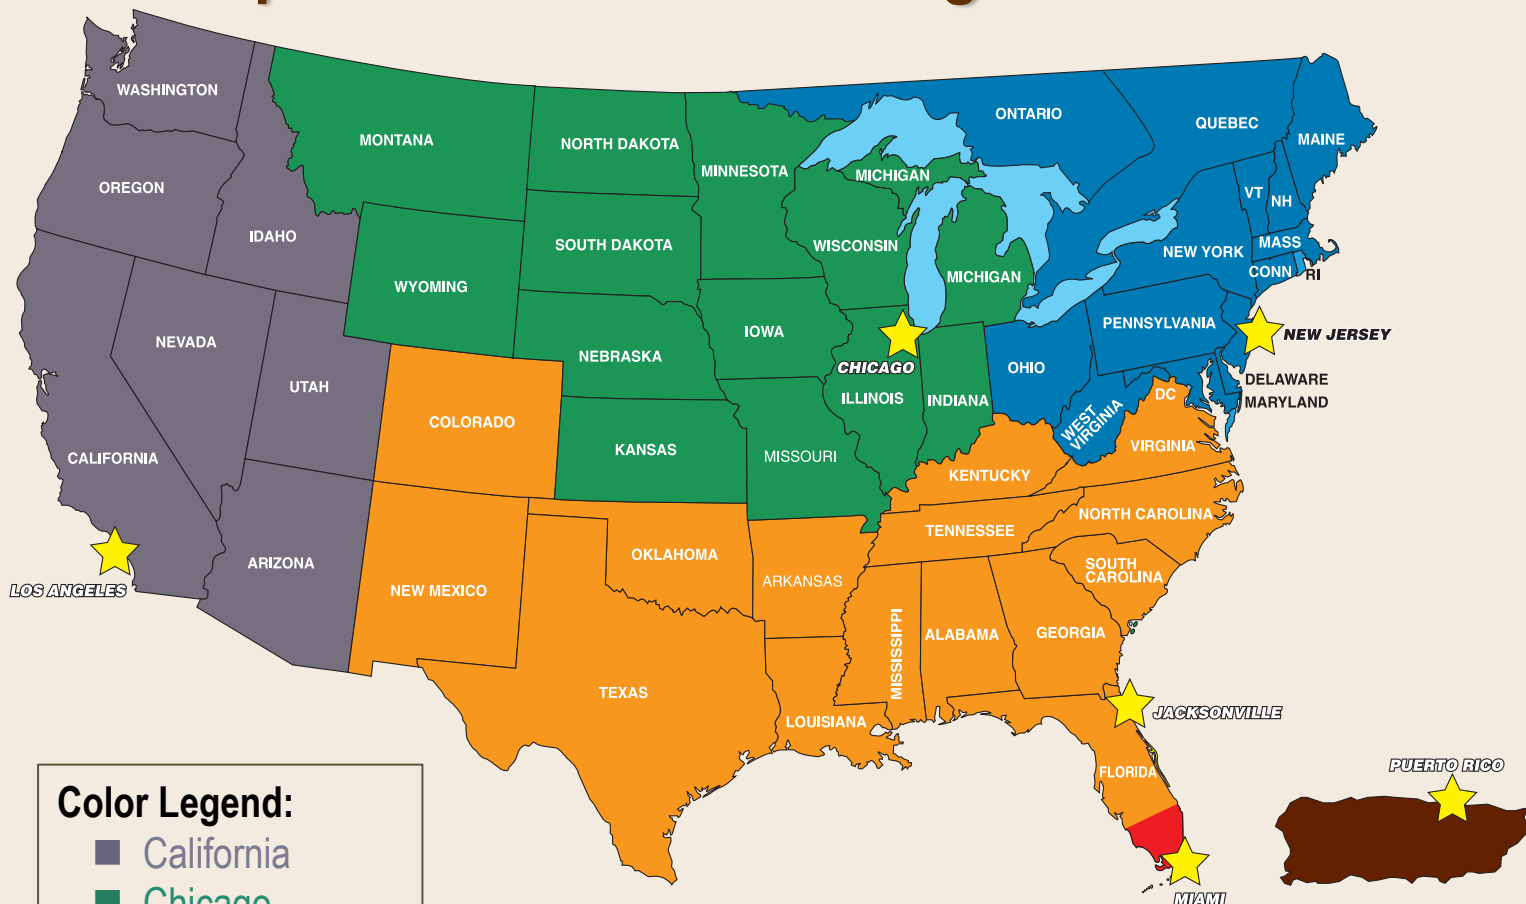 WASHINGTON
MONTANA
NORTH DAKOTA
MINNESOTA
ONTARIO
QUEBEC
MAINE
OREGON
IDAHO
SOUTH DAKOTA
WISCONSIN
MICHIGAN
MICHIGAN
VT
NH
NEW YORK
MASS
CONN
RI
WYOMING
NEVADA
UTAH
NEBRASKA
IOWA
CHICAGO
ILLINOIS
INDIANA
OHIO
PENNSYLVANIA
NEW JERSEY
DELAWARE
MARYLAND
COLORADO
CALIFORNIA
KANSAS
MISSOURI
KENTUCKY
WEST
VIRGINIA
DC
VIRGINIA
LOS ANGELES
ARIZONA
NEW MEXICO
OKLAHOMA
ARKANSAS
TENNESSEE
NORTH CAROLINA
SOUTH
CAROLINA
TEXAS
LOUISIANA
MISSISSIPPI
ALABAMA
GEORGIA
JACKSONVILLE
FLORIDA
PUERTO RICO
MIAMI
Color Legend:
California
Chicago